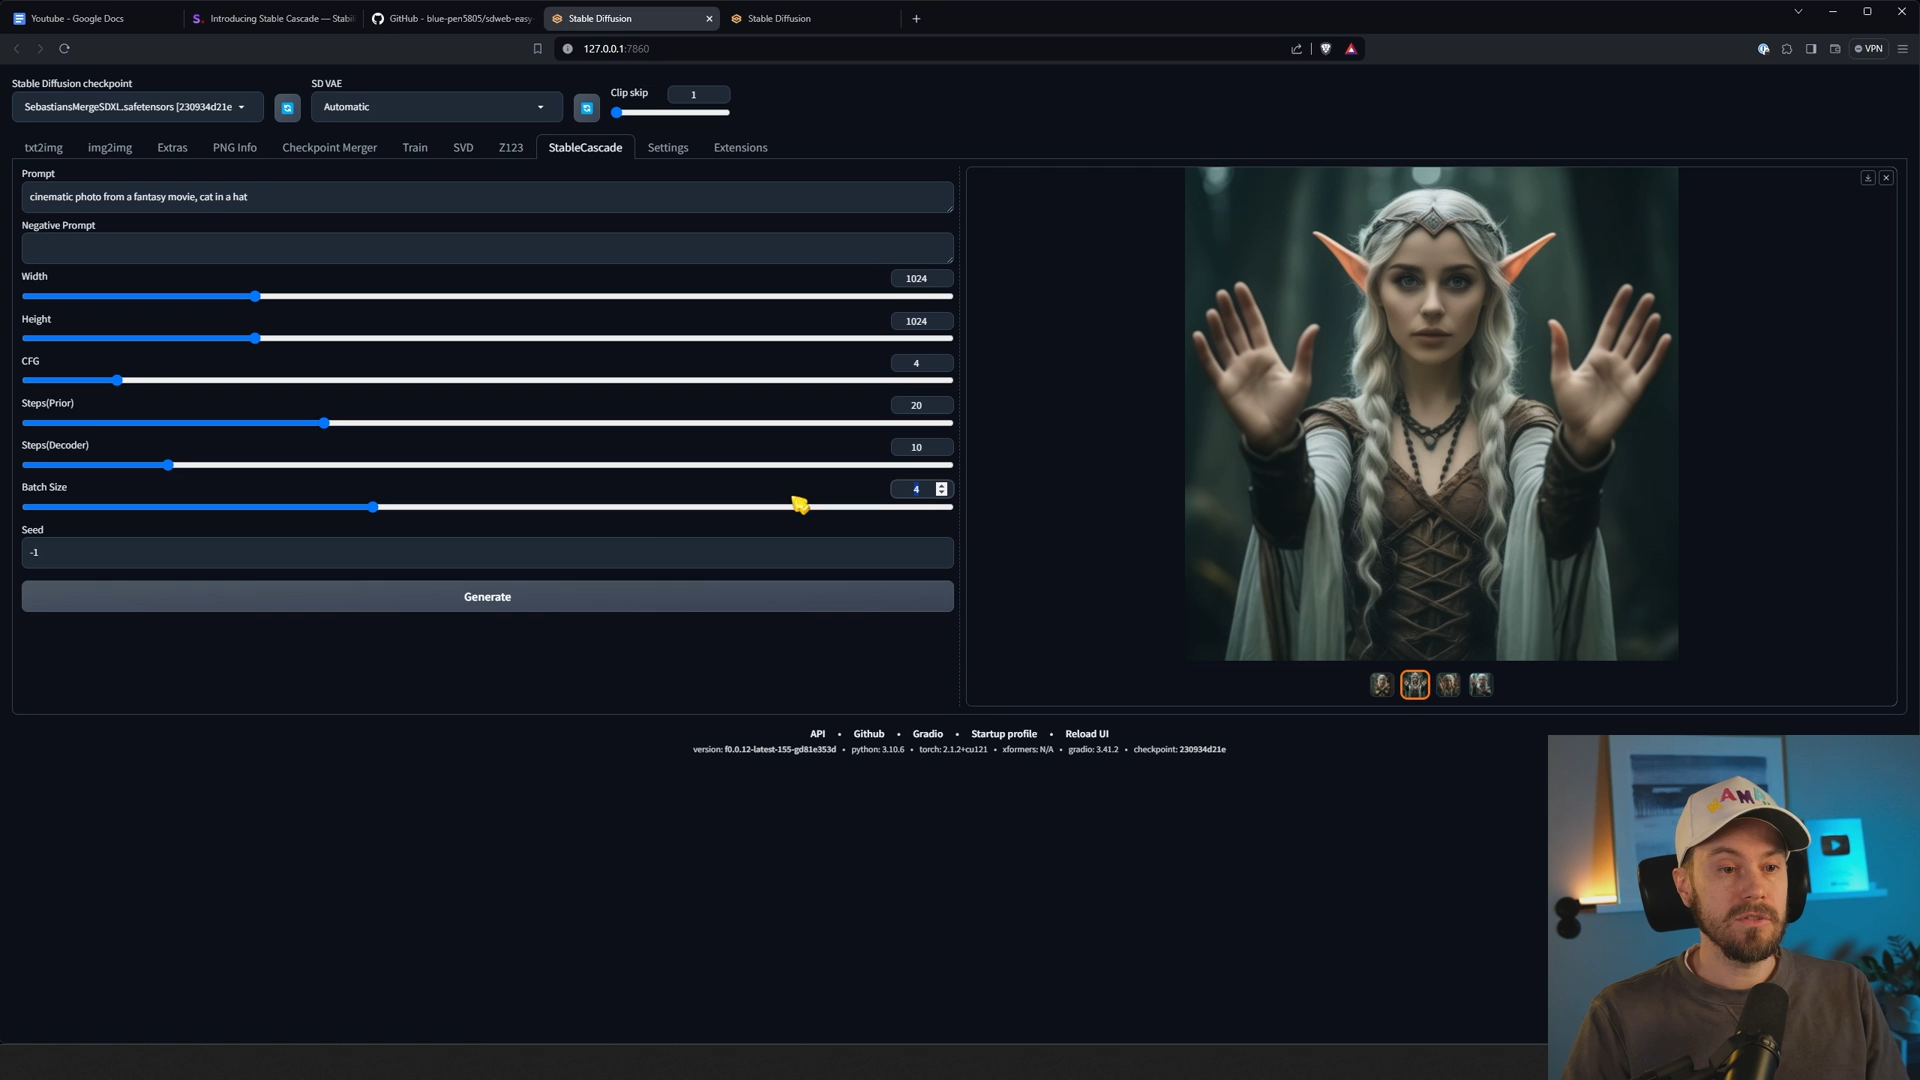 Youtube - Google Docs
Introducing Stable Cascade — Stabi
GitHub - blue-pen5805/sdweb-easy-
Stable Diffusion
Stable Diffusion
127.0.0.1:7860
VPN
Stable Diffusion checkpoint
SebastiansMergeSDXL.safetensors [230934d21e
SD VAE
Automatic
Clip skip
1
txt2img
img2img
Extras
PNG Info
Checkpoint Merger
Train
SVD
Z123
StableCascade
Settings
Extensions
Prompt
cinematic photo from a fantasy movie, cat in a hat
Negative Prompt
Width
1024
Height
1024
CFG
4
Steps(Prior)
20
Steps(Decoder)
10
Batch Size
4
Seed
-1
Generate
API • Github • Gradio • Startup profile • Reload UI
version: f0.0.12-latest-155-gd81e353d • python: 3.10.6 • torch: 2.1.2+cu121 • xformers: N/A • gradio: 3.41.2 • checkpoint: 230934d21e